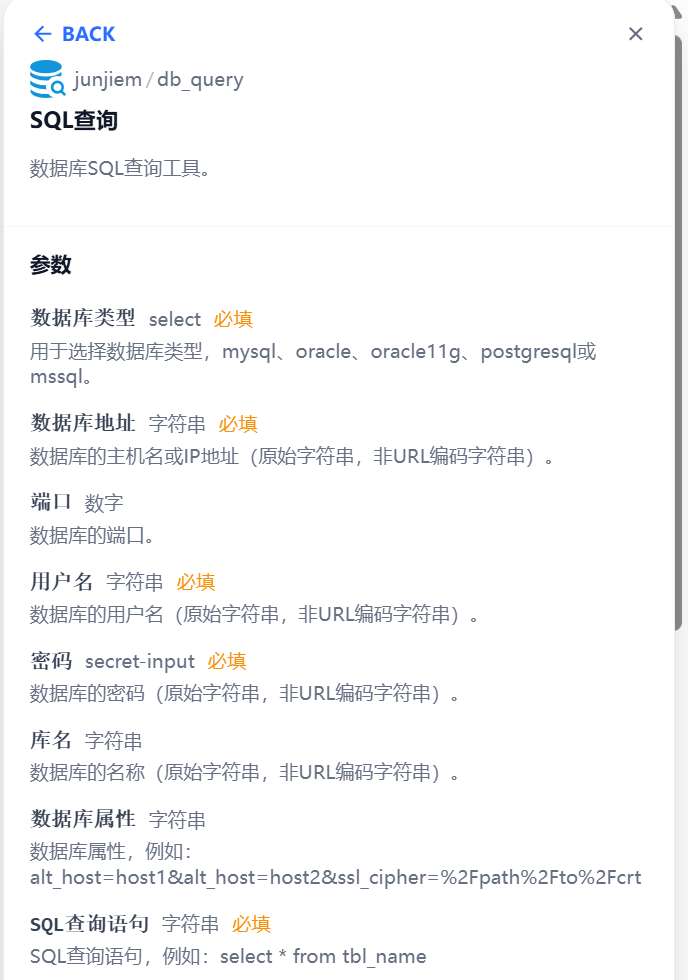 ← BACK ×
junjiem / db_query
SQL查询
数据库SQL查询工具。
参数
数据库类型 select 必填
用于选择数据库类型，mysql、oracle、oracle11g、postgresql或
mssql。
数据库地址 字符串 必填
数据库的主机名或IP地址（原始字符串，非URL编码字符串）。
端口 数字
数据库的端口。
用户名 字符串 必填
数据库的用户名（原始字符串，非URL编码字符串）。
密码 secret-input 必填
数据库的密码（原始字符串，非URL编码字符串）。
库名 字符串
数据库的名称（原始字符串，非URL编码字符串）。
数据库属性 字符串
数据库属性，例如：
alt_host=host1&alt_host=host2&ssl_cipher=%2Fpath%2Fto%2Fcrt
SQL查询语句 字符串 必填
SQL查询语句，例如：select * from tbl_name